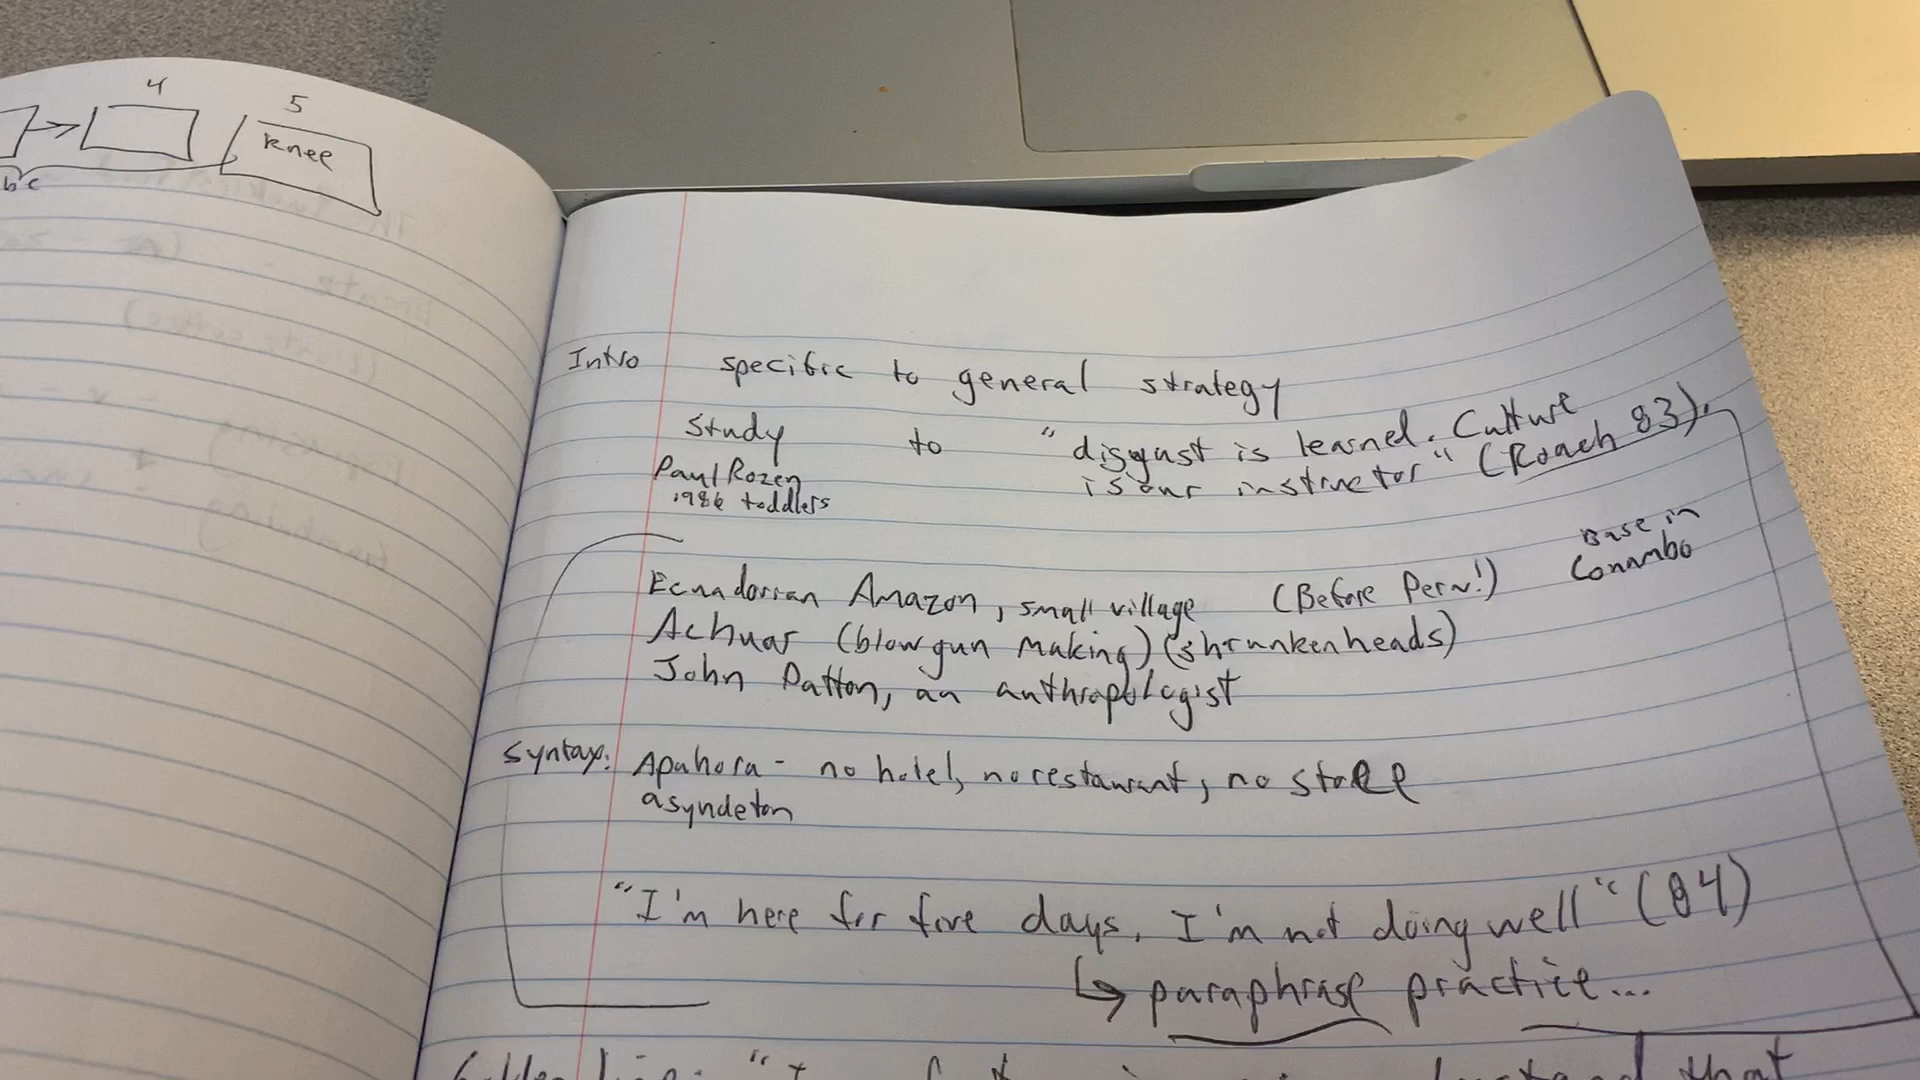 4
5
knee
bc
Intro specific to general strategy
Study to "disgust is learned. Culture
is our instructor" (Roach 83).
Paul Rozen
1986 toddlers
Base in
Conambo
Ecuadorian Amazon, small village (Before Peru!)
Achuar (blowgun making) (shrunken heads)
John Patton, an anthropologist
Syntax: Apahora - no hotel, no restaurant, no store
asyndeton
"I'm here for five days. I'm not doing well" (84)
↳ paraphrase practice...
that